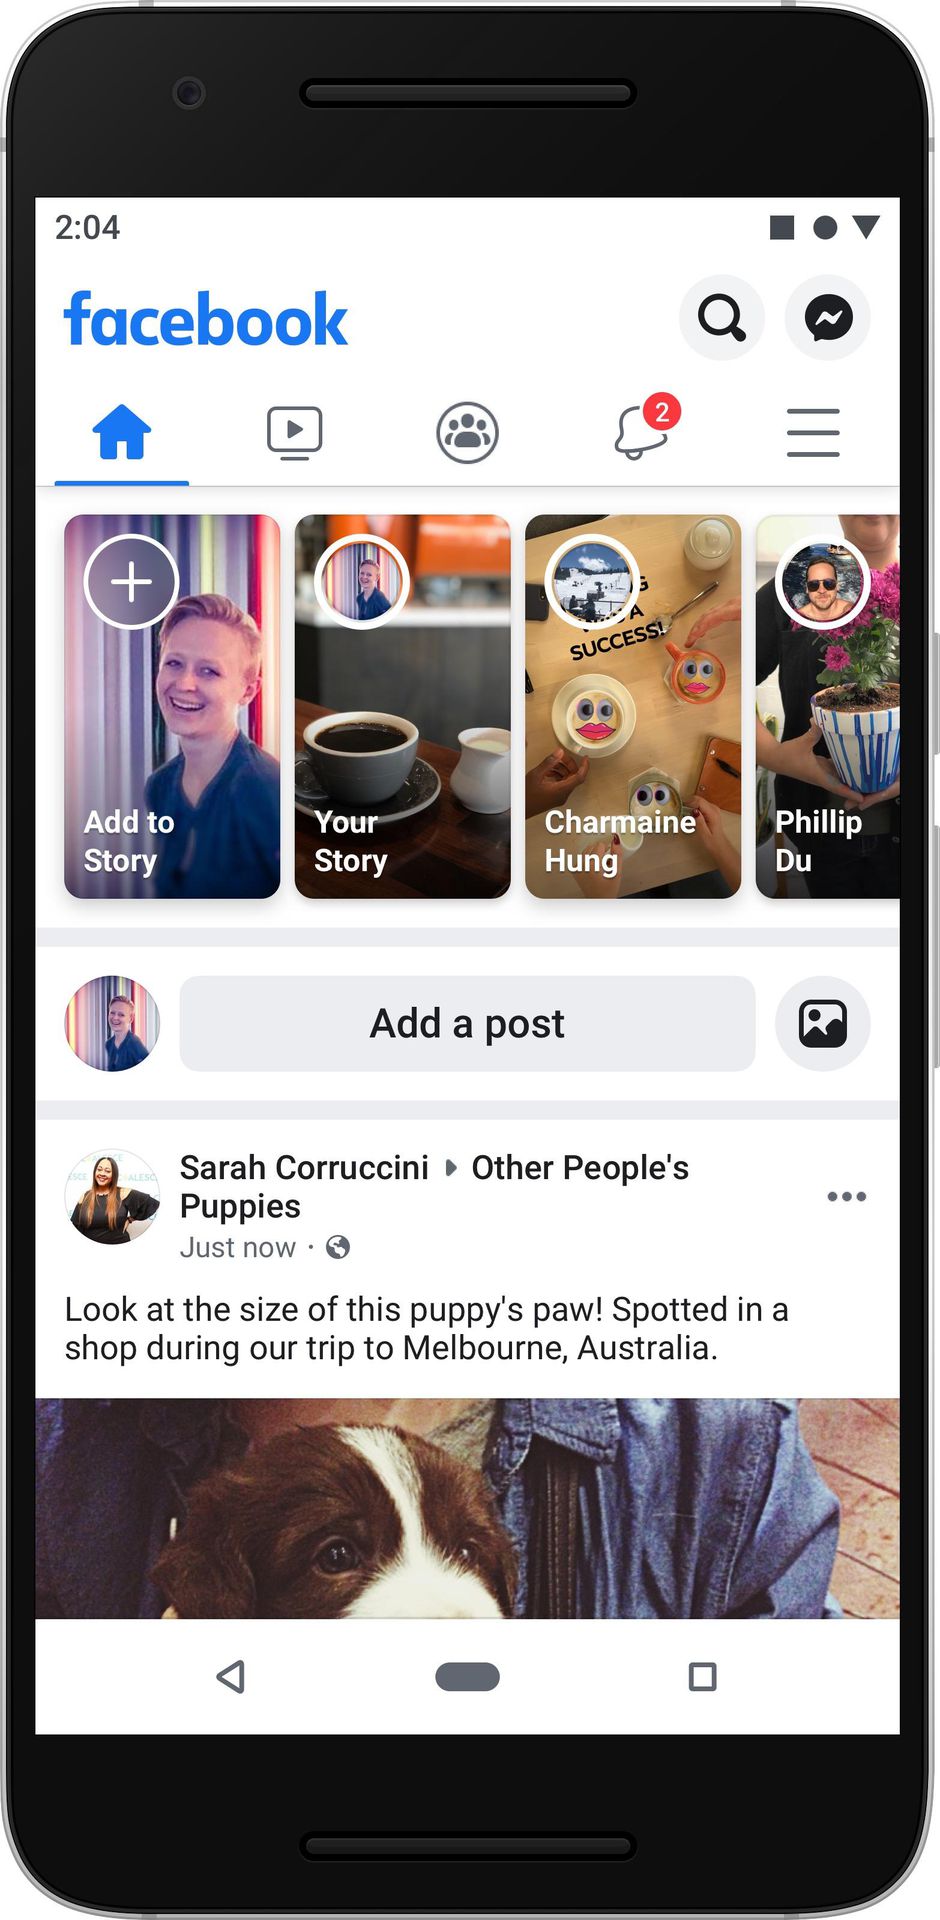 2:04
facebook
2
A
SUCCESS!
Add to
Story
Your
Story
Charmaine
Hung
Phillip
Du
Add a post
Sarah Corruccini
Other People's
Puppies
Just now ·
Look at the size of this puppy's paw! Spotted in a
shop during our trip to Melbourne, Australia.